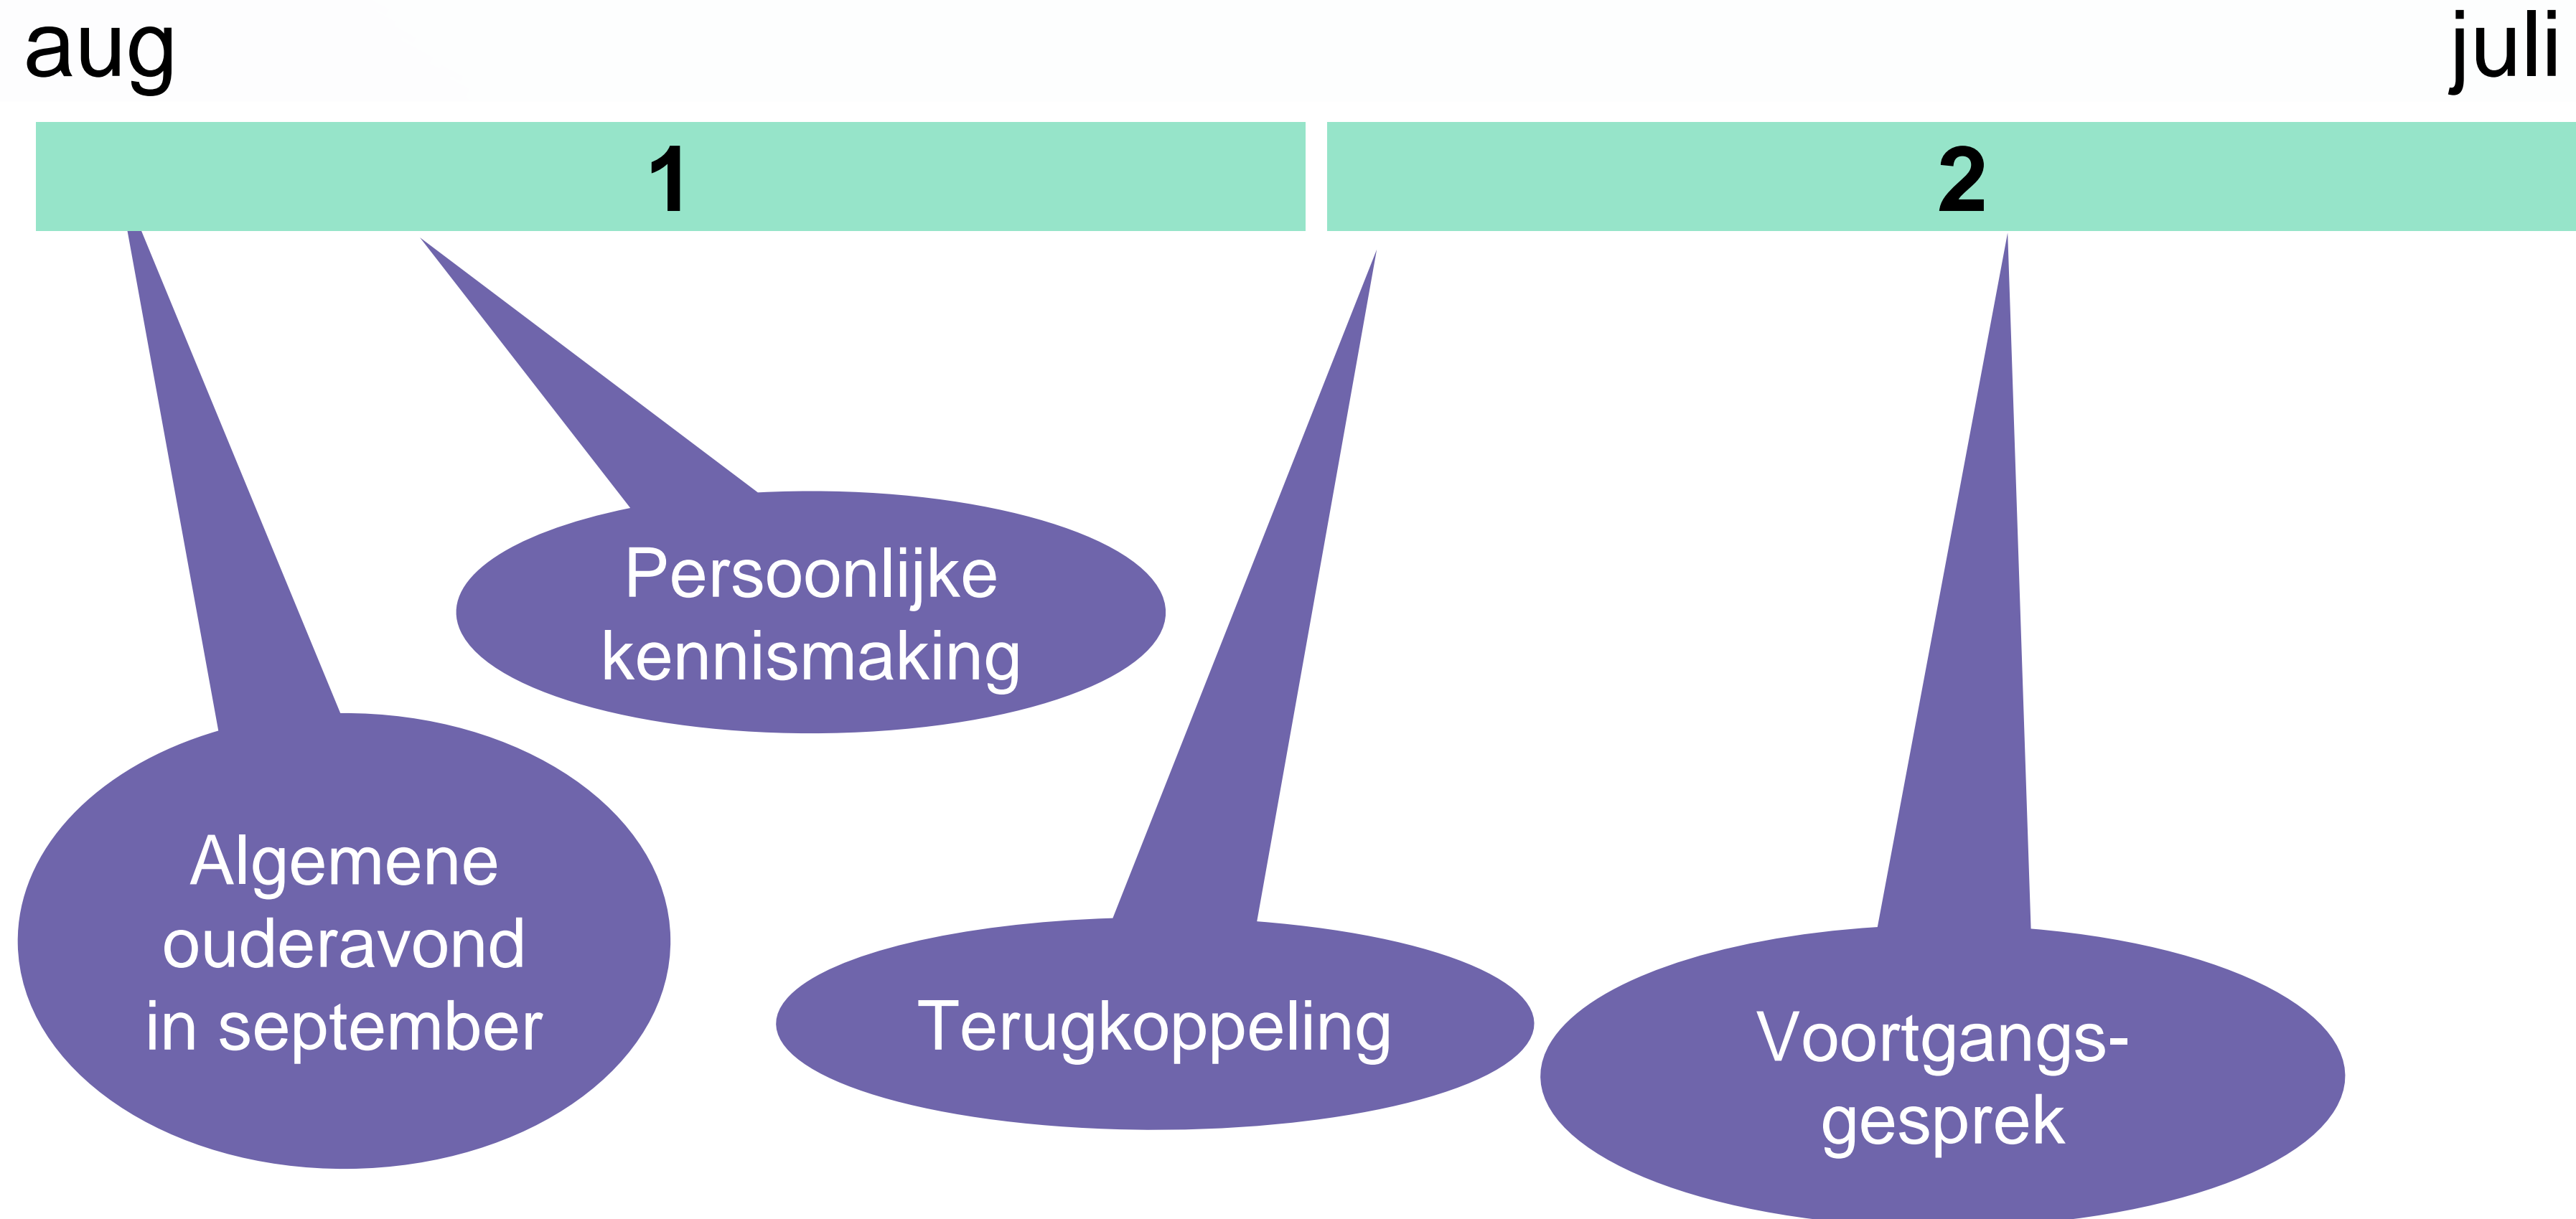 aug
juli
1
2
Persoonlijke
kennismaking
Algemene
ouderavond
in september
Terugkoppeling
Voortgangs-
gesprek